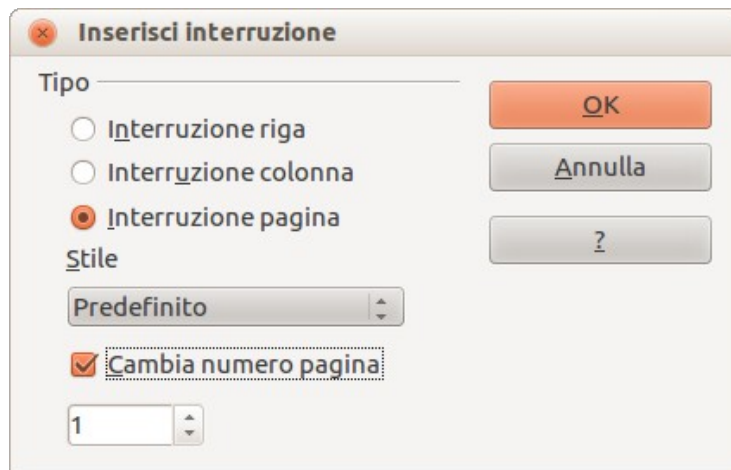 Inserisci interruzione
Tipo
Interruzione riga
Interruzione colonna
Interruzione pagina
Stile
Predefinito
Cambia numero pagina
1
OK
Annulla
?